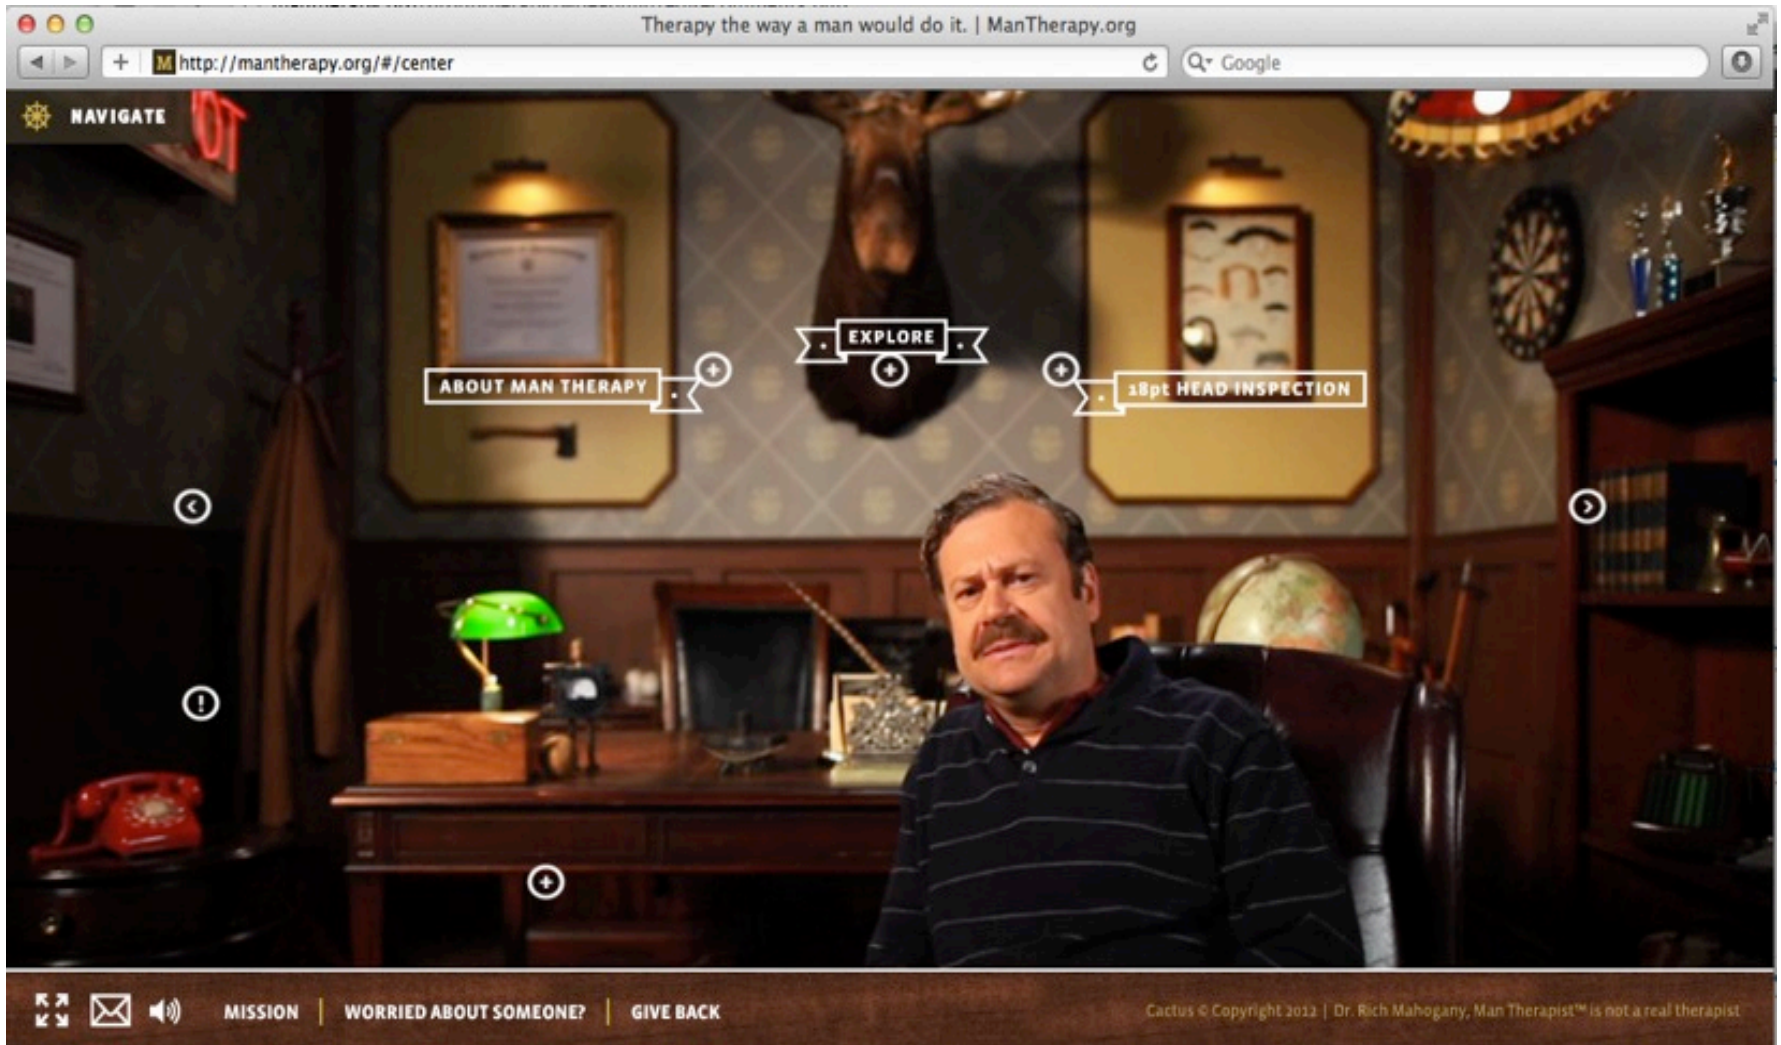 Therapy the way a man would do it. | ManTherapy.org
M http://mantherapy.org/#/center
Google
NAVIGATE
OT
EXPLORE
ABOUT MAN THERAPY
18pt HEAD INSPECTION
MISSION
WORRIED ABOUT SOMEONE?
GIVE BACK
Cactus © Copyright 2012 | Dr. Rich Mahogany, Man Therapist™ is not a real therapist